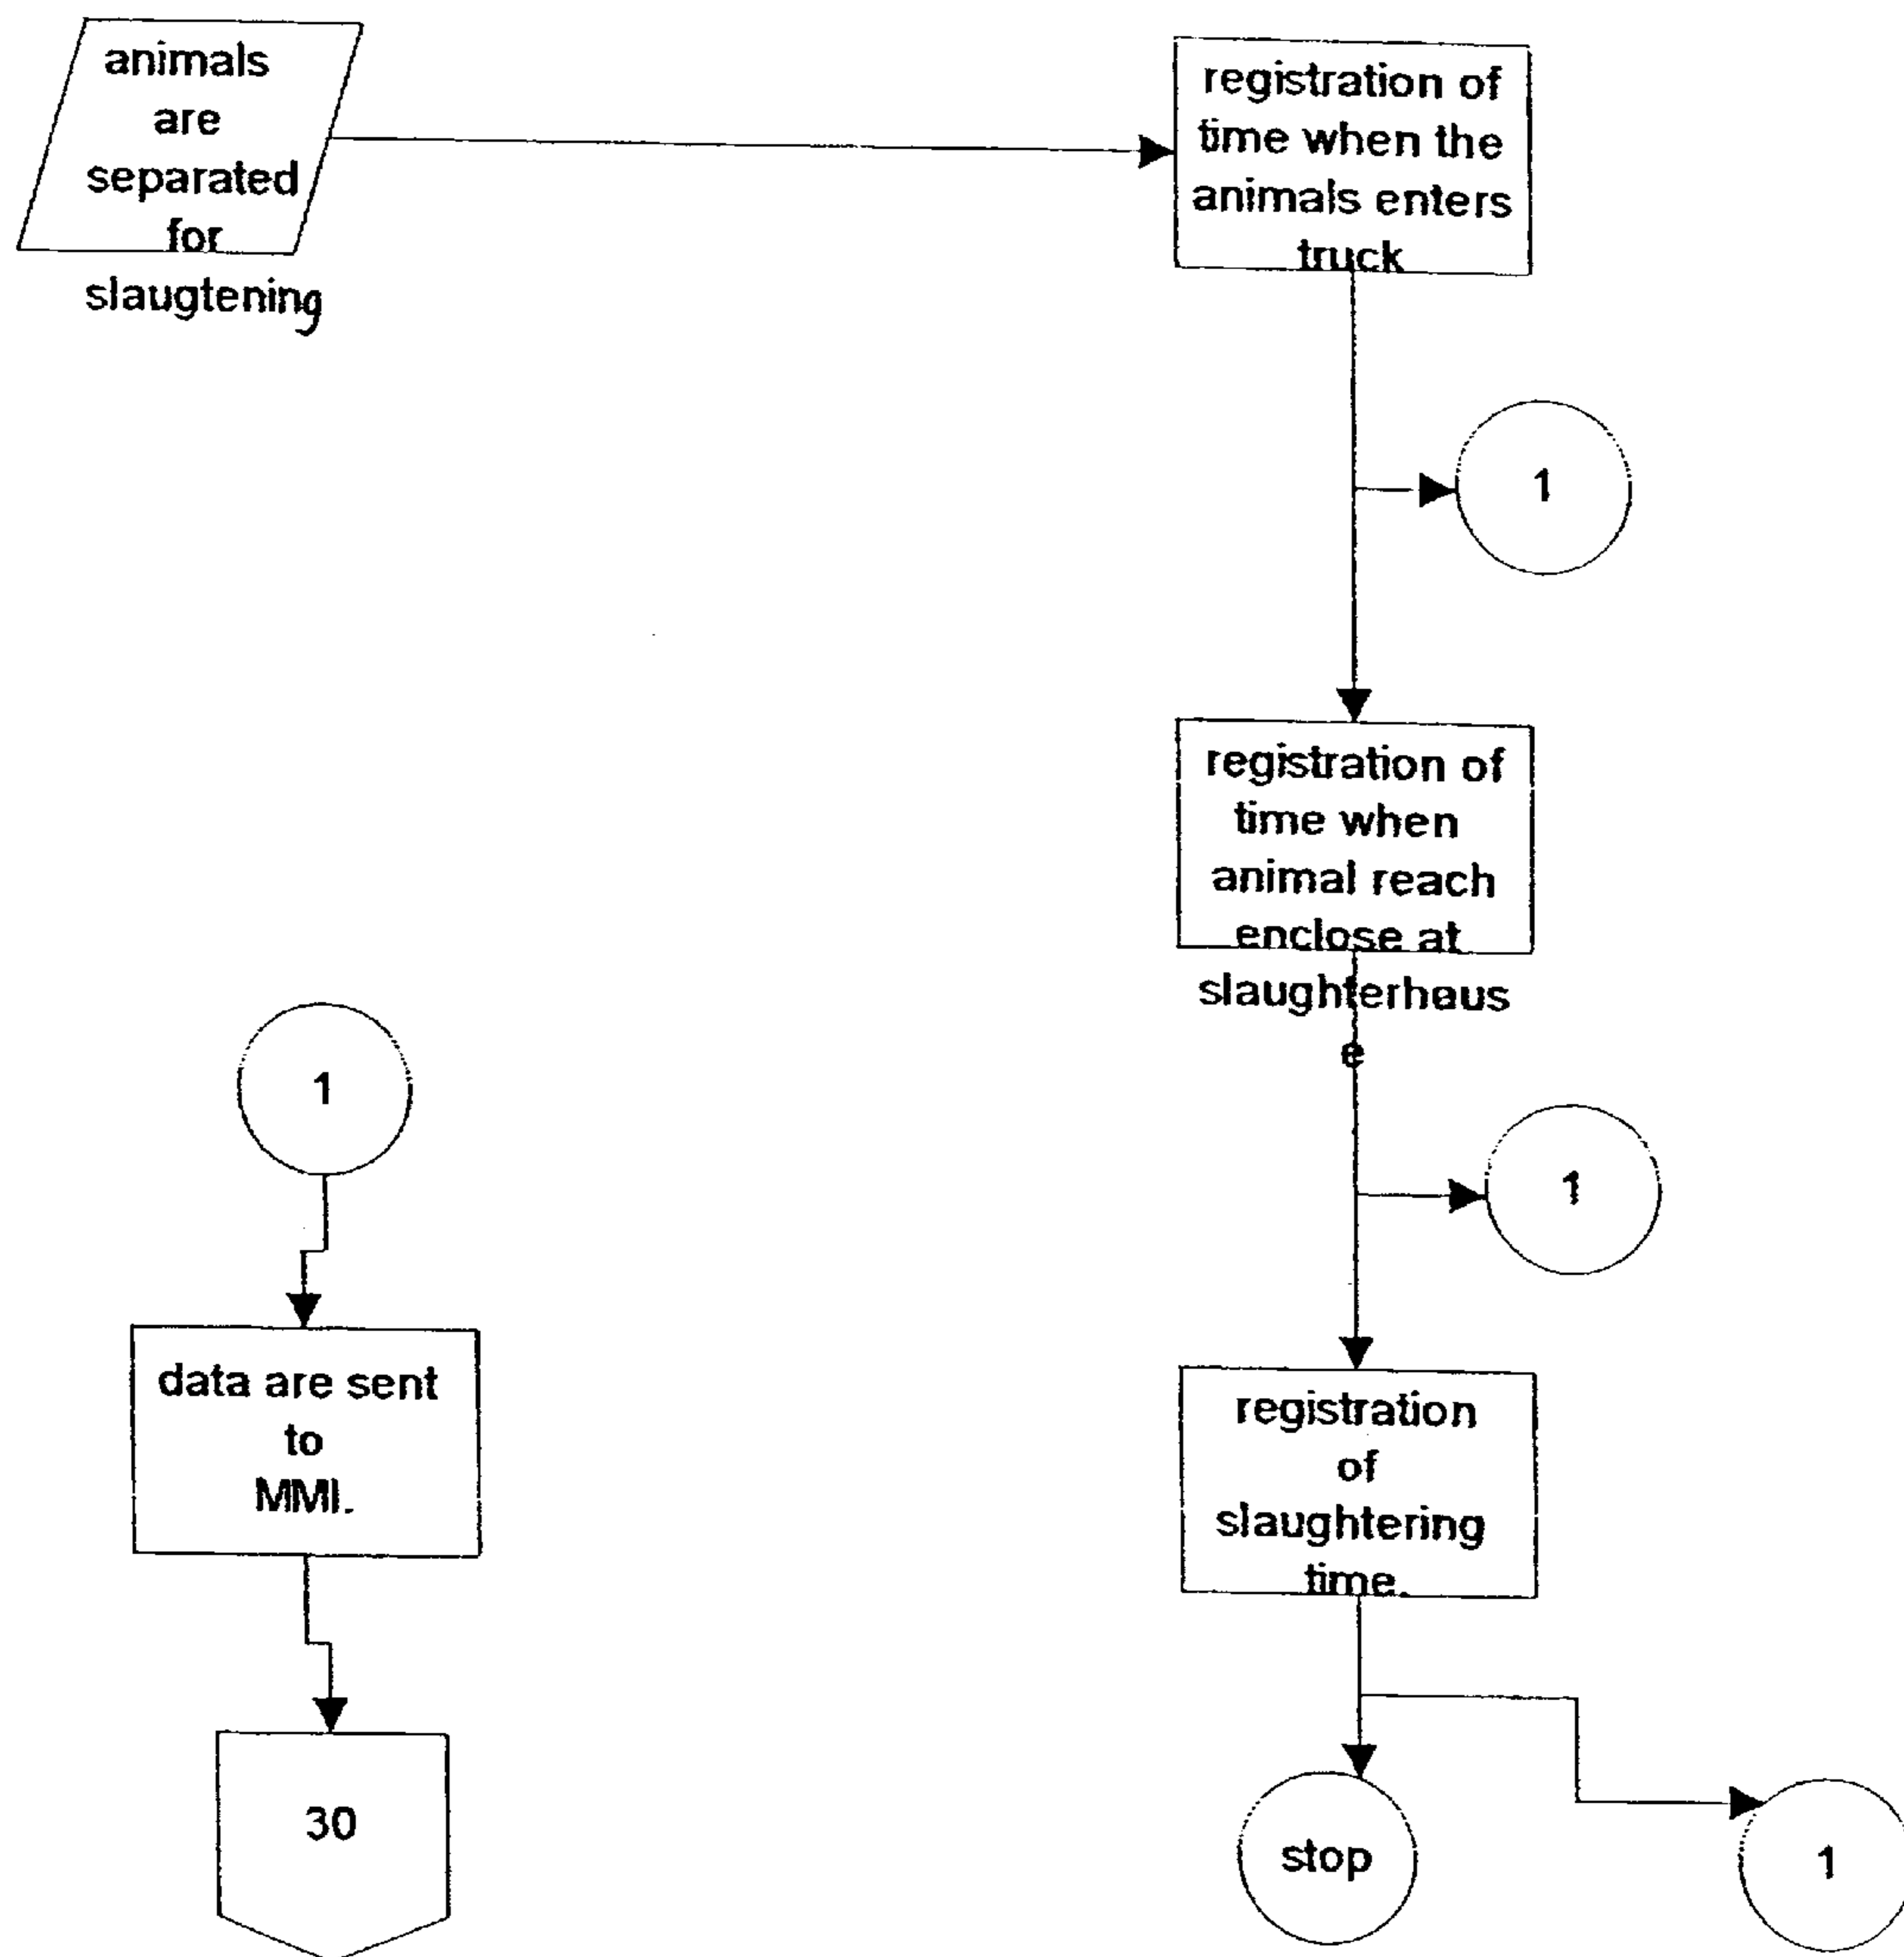 animals
are
separated
for
slaugtening
registration of
time when the
animals enters
truck
1
registration of
time when
animal reach
enclose at
slaughterhaus
e
1
1
data are sent
to
MMI.
registration
of
slaughtering
time.
30
stop
1